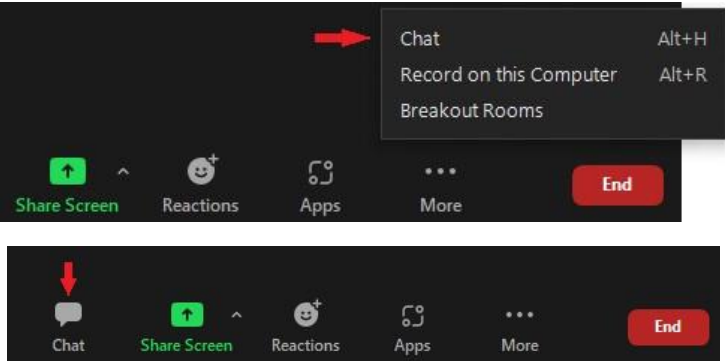 Chat Alt+H
Record on this Computer Alt+R
Breakout Rooms
Share Screen Reactions Apps More End
Chat Share Screen Reactions Apps More End